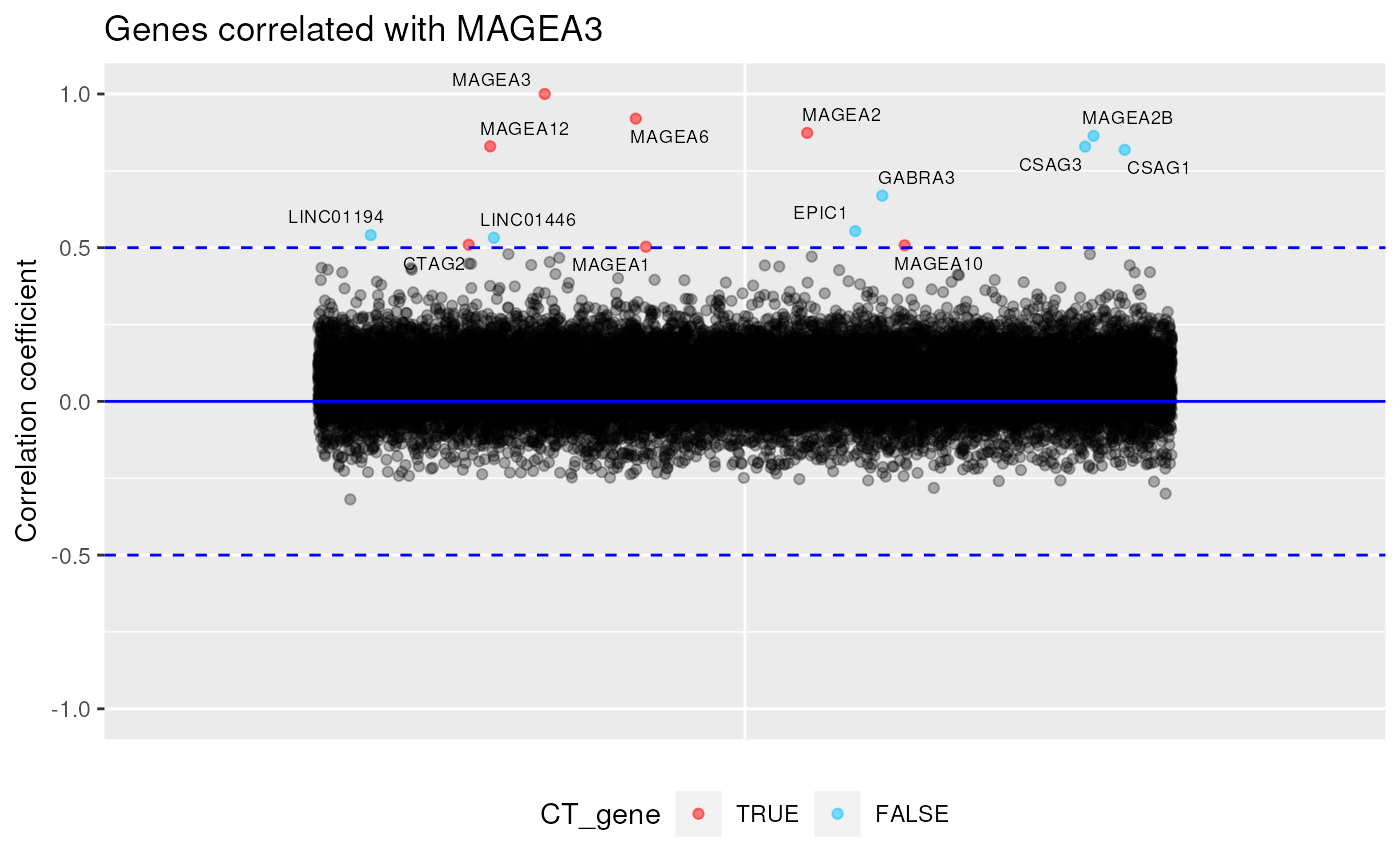 Genes correlated with MAGEA3
MAGEA3
MAGEA12
MAGEA6
MAGEA2
MAGEA2B
CSAG3
CSAG1
GABRA3
EPIC1
LINC01194
LINC01446
CTAG2
MAGEA1
MAGEA10
1.0
0.5
0.0
-0.5
-1.0
Correlation coefficient
CT_gene TRUE FALSE